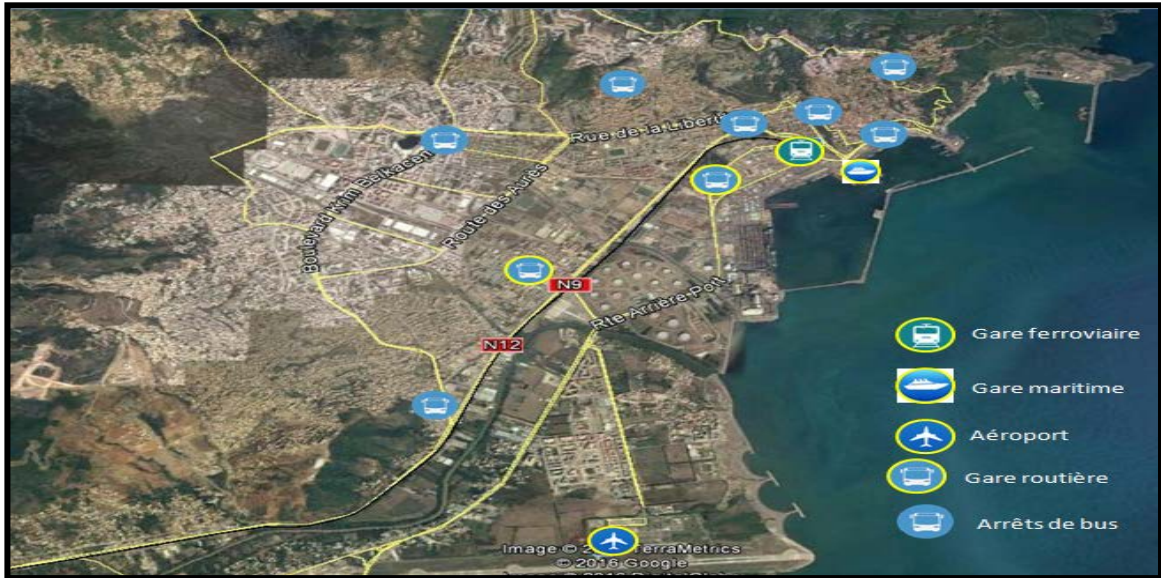 Rue de la Liberté
Boulevard Krim Belkacem
Route des Aurès
N9
Rte Arrière Port
N12
Gare ferroviaire
Gare maritime
Aéroport
Gare routière
Arrêts de bus
Image © TerraMetrics
© 2016 Google